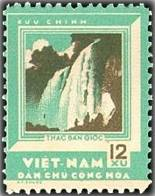 BƯU CHÍNH
THÁC BẢN GIỐC
12
XU
VIỆT-NAM
DÂN CHỦ CỘNG HÒA